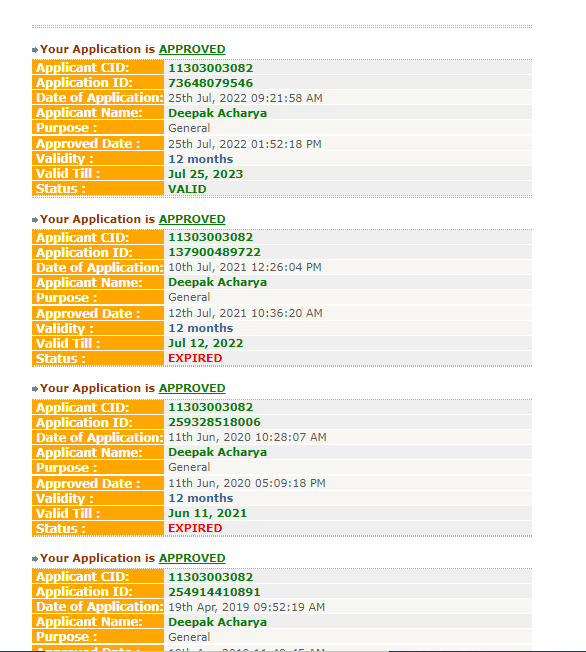 Your Application is APPROVED
Applicant CID: 11303003082
Application ID: 73648079546
Date of Application: 25th Jul, 2022 09:21:58 AM
Applicant Name: Deepak Acharya
Purpose : General
Approved Date : 25th Jul, 2022 01:52:18 PM
Validity : 12 months
Valid Till : Jul 25, 2023
Status : VALID
Your Application is APPROVED
Applicant CID: 11303003082
Application ID: 137900489722
Date of Application: 10th Jul, 2021 12:26:04 PM
Applicant Name: Deepak Acharya
Purpose : General
Approved Date : 12th Jul, 2021 10:36:20 AM
Validity : 12 months
Valid Till : Jul 12, 2022
Status : EXPIRED
Your Application is APPROVED
Applicant CID: 11303003082
Application ID: 259328518006
Date of Application: 11th Jun, 2020 10:28:07 AM
Applicant Name: Deepak Acharya
Purpose : General
Approved Date : 11th Jun, 2020 05:09:18 PM
Validity : 12 months
Valid Till : Jun 11, 2021
Status : EXPIRED
Your Application is APPROVED
Applicant CID: 11303003082
Application ID: 254914410891
Date of Application: 19th Apr, 2019 09:52:19 AM
Applicant Name: Deepak Acharya
Purpose : General